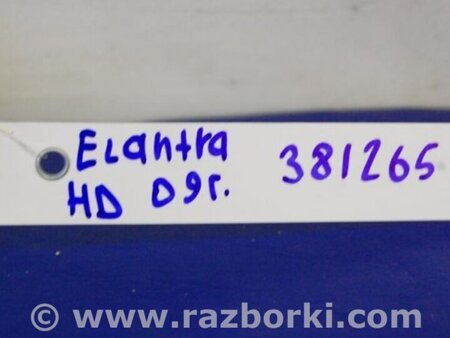 Elantra 381265
HD 09г.
© www.razborki.com